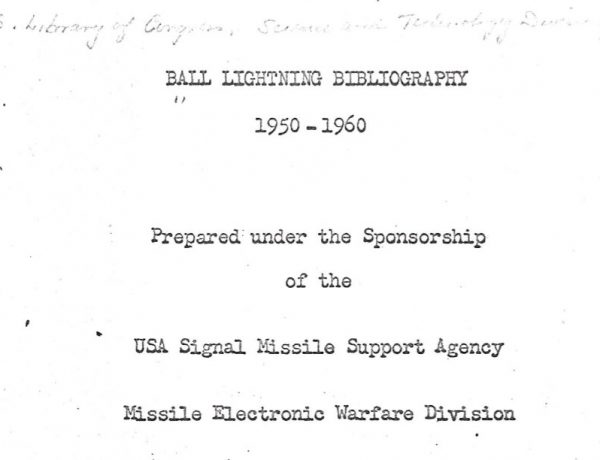 . Library of Congress, Science and Technology Division
BALL LIGHTNING BIBLIOGRAPHY
"
1950-1960
Prepared under the Sponsorship
of the
USA Signal Missile Support Agency
Missile Electronic Warfare Division